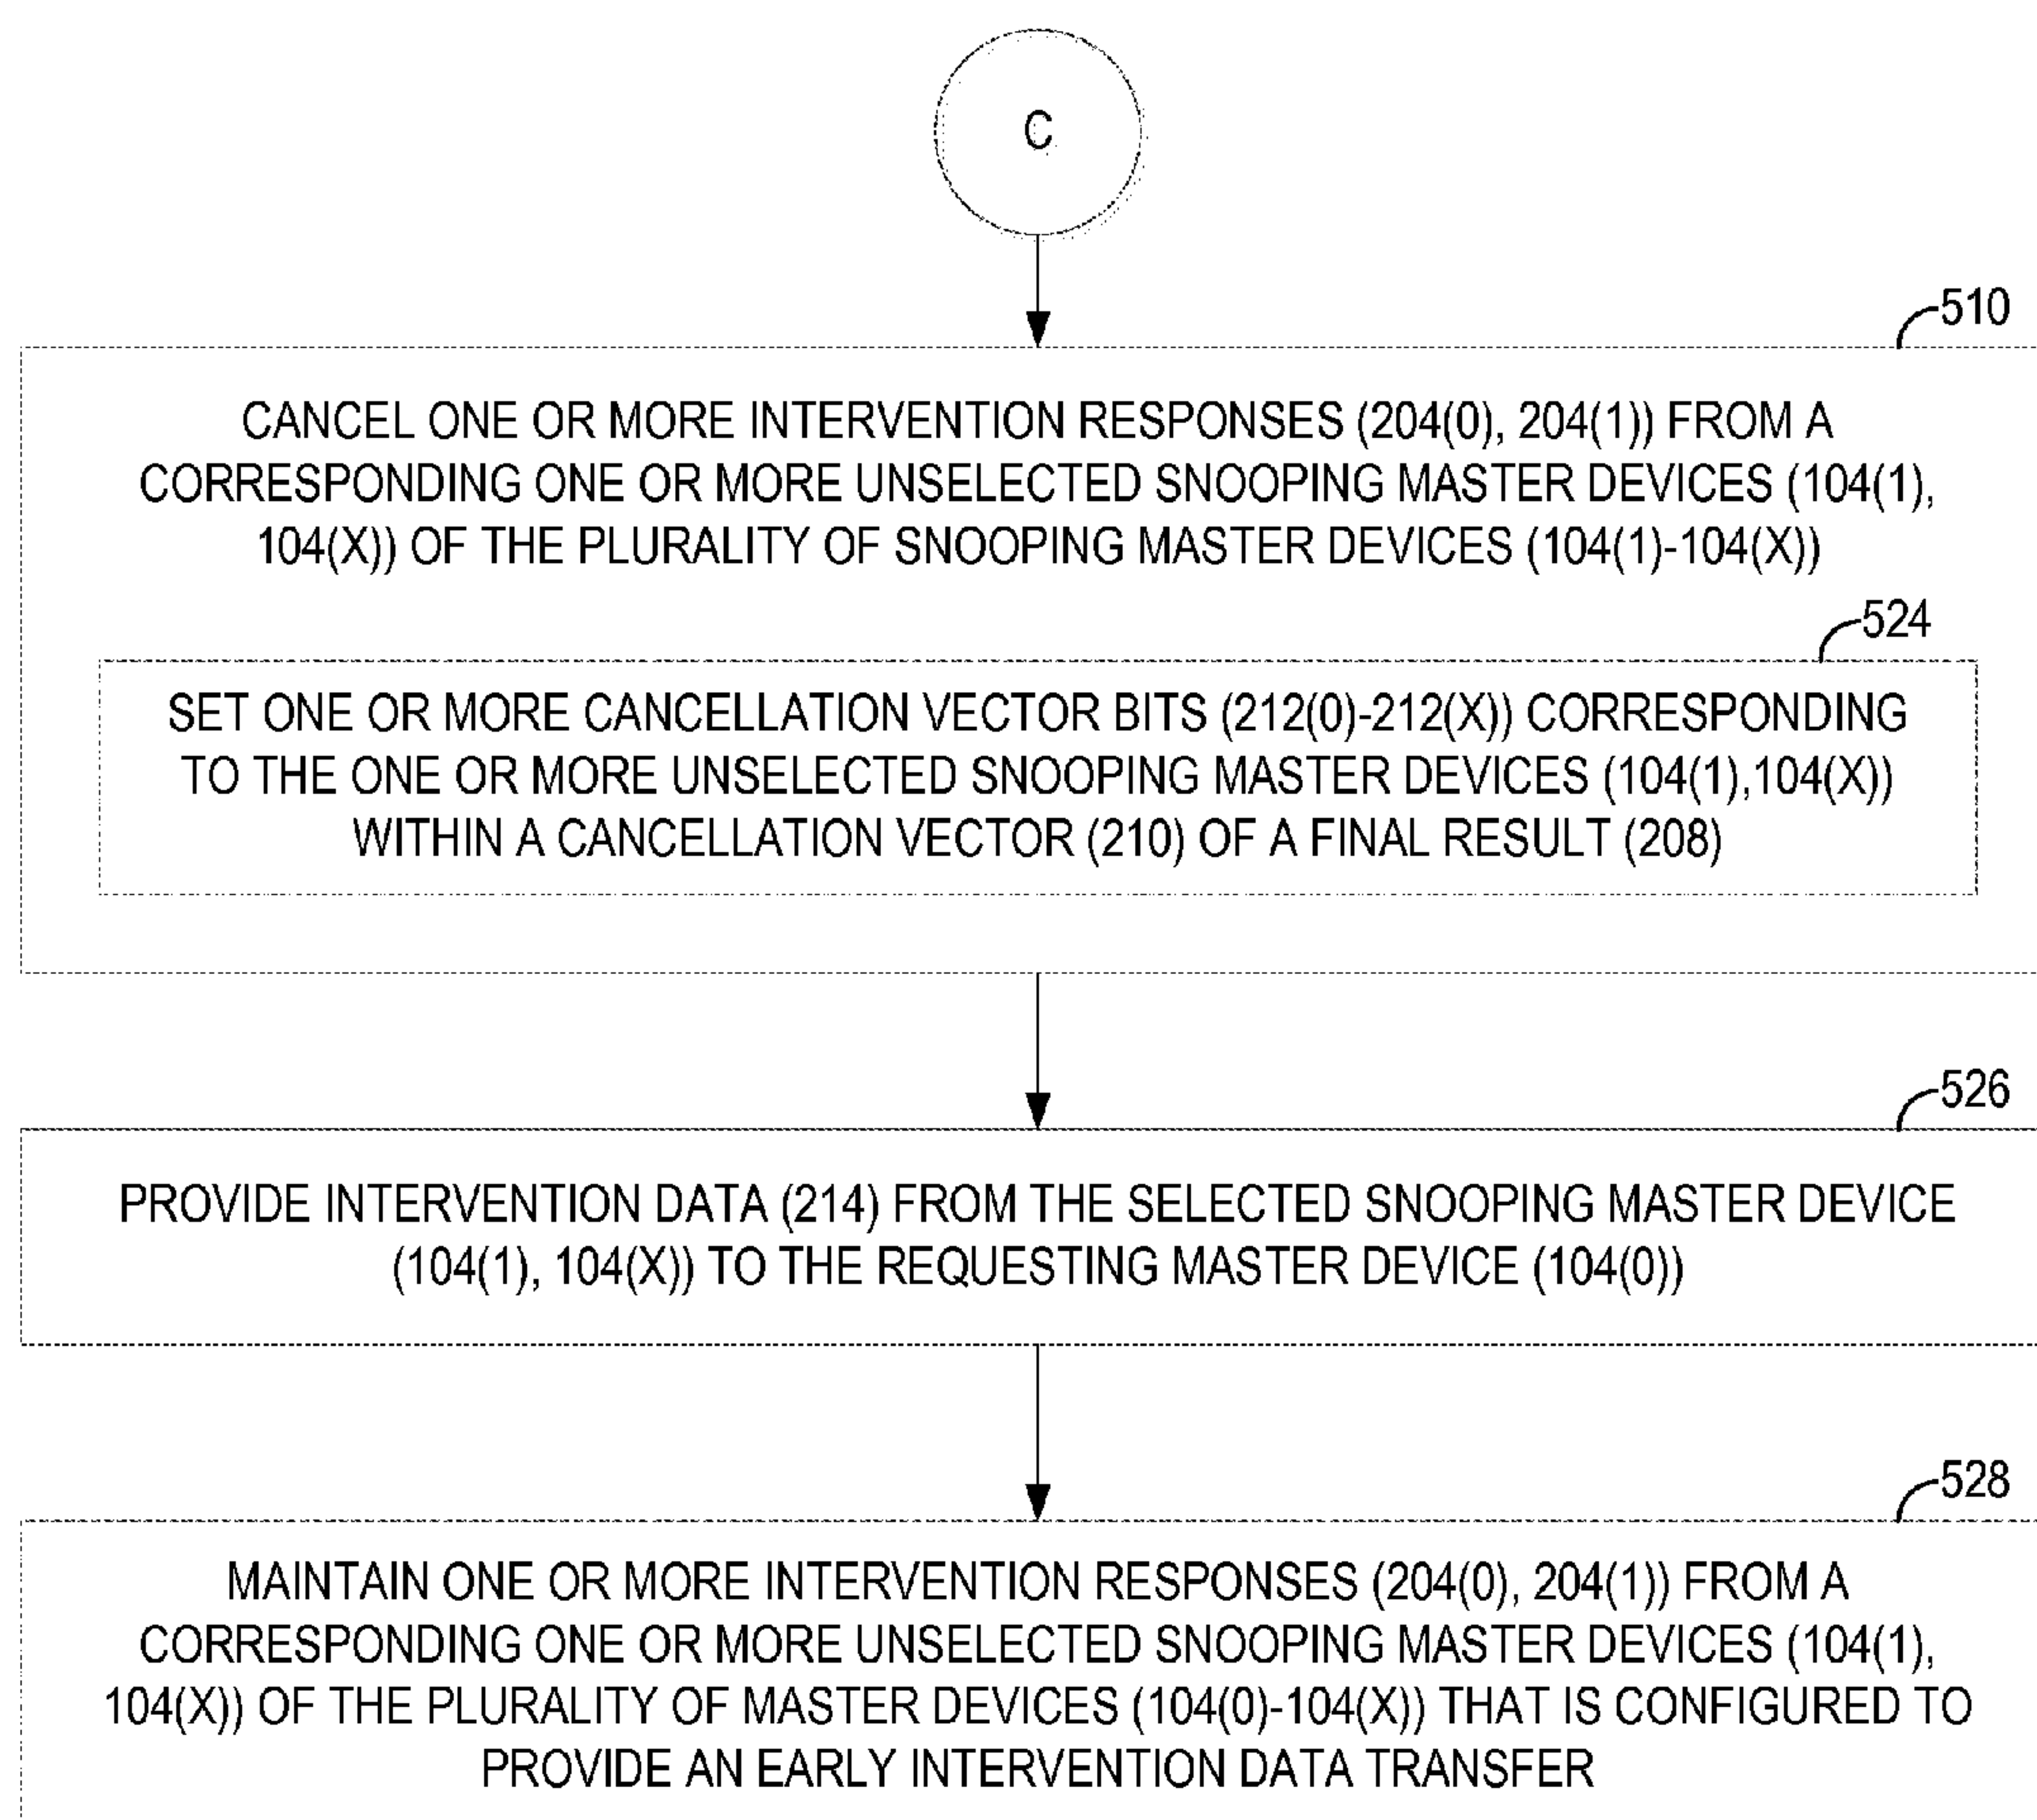 C
510
CANCEL ONE OR MORE INTERVENTION RESPONSES (204(0), 204(1)) FROM A
CORRESPONDING ONE OR MORE UNSELECTED SNOOPING MASTER DEVICES (104(1),
104(X)) OF THE PLURALITY OF SNOOPING MASTER DEVICES (104(1)-104(X))
524
SET ONE OR MORE CANCELLATION VECTOR BITS (212(0)-212(X)) CORRESPONDING
TO THE ONE OR MORE UNSELECTED SNOOPING MASTER DEVICES (104(1),104(X))
WITHIN A CANCELLATION VECTOR (210) OF A FINAL RESULT (208)
526
PROVIDE INTERVENTION DATA (214) FROM THE SELECTED SNOOPING MASTER DEVICE
(104(1), 104(X)) TO THE REQUESTING MASTER DEVICE (104(0))
528
MAINTAIN ONE OR MORE INTERVENTION RESPONSES (204(0), 204(1)) FROM A
CORRESPONDING ONE OR MORE UNSELECTED SNOOPING MASTER DEVICES (104(1),
104(X)) OF THE PLURALITY OF MASTER DEVICES (104(0)-104(X)) THAT IS CONFIGURED TO
PROVIDE AN EARLY INTERVENTION DATA TRANSFER